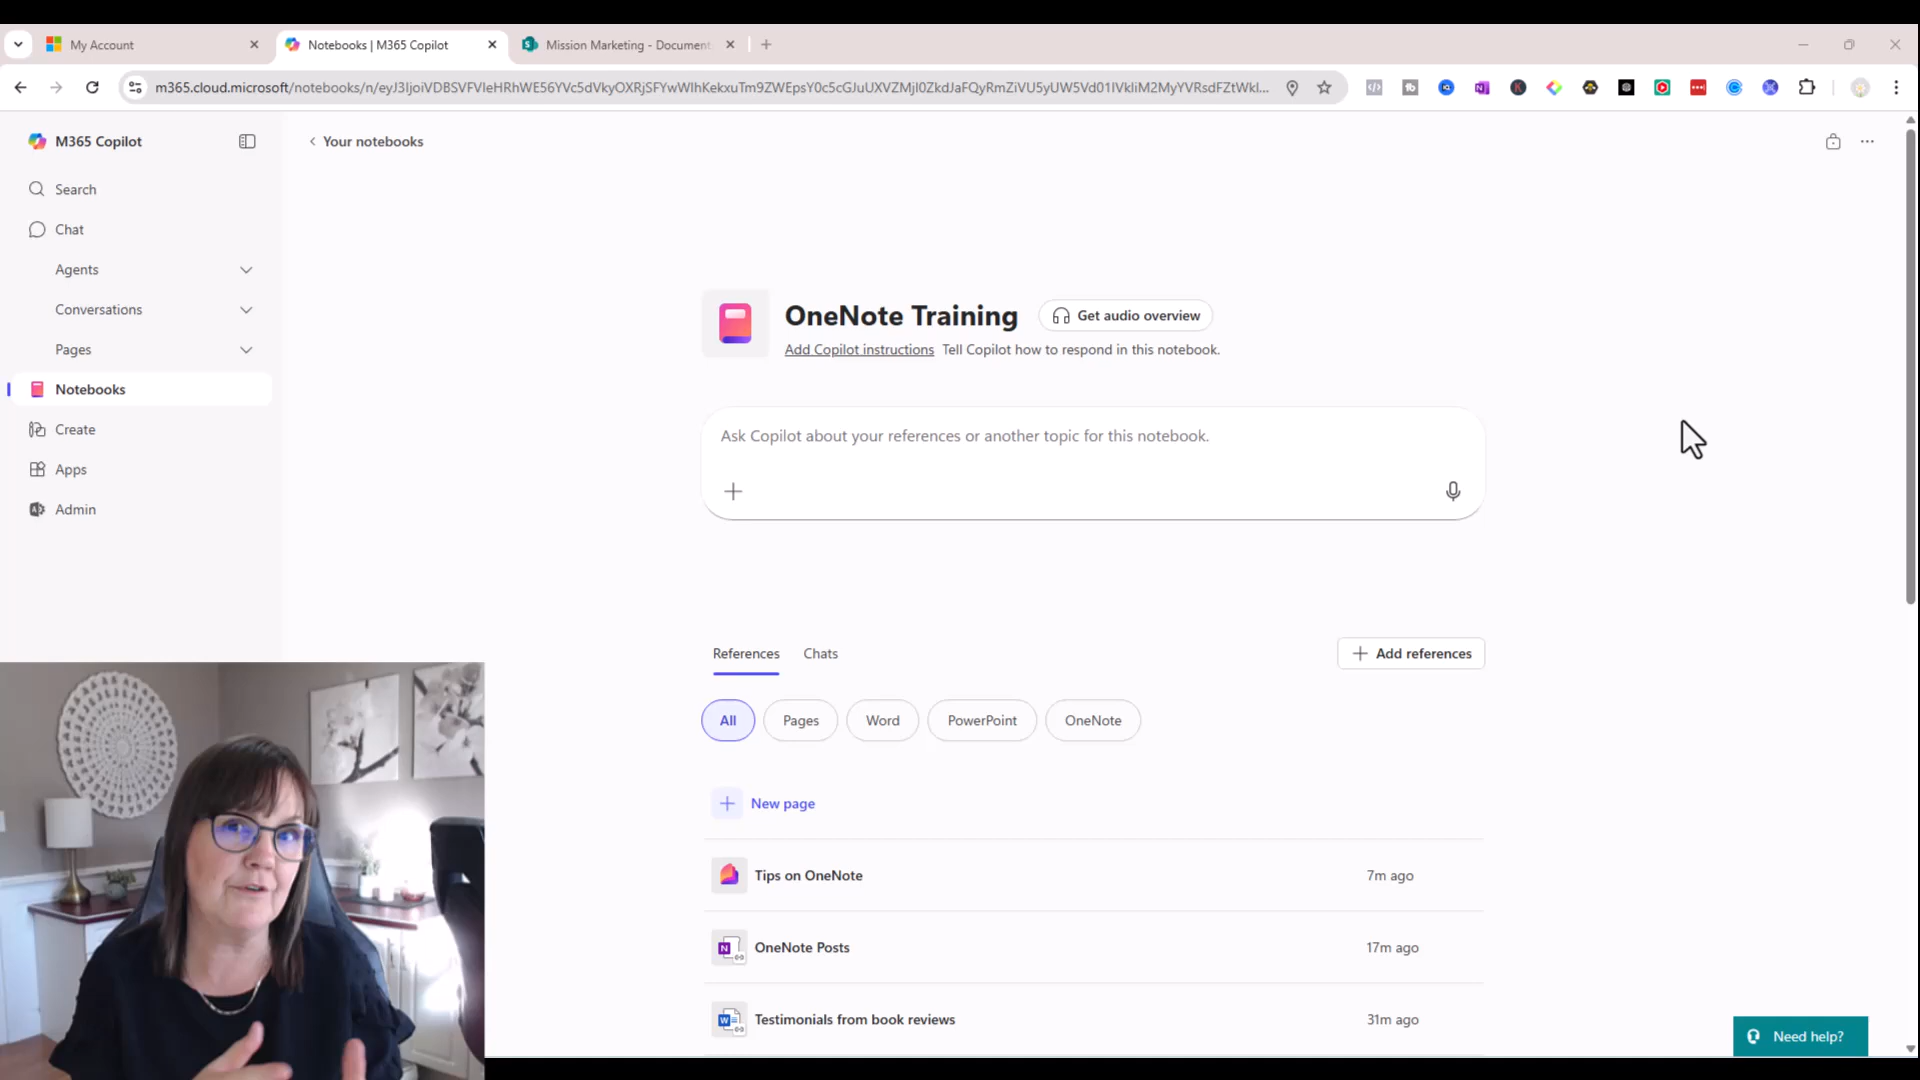 My Account
Notebooks | M365 Copilot
Mission Marketing - Document
M365 Copilot
Your notebooks
Search
Chat
Agents
Conversations
Pages
Notebooks
Create
Apps
Admin
OneNote Training
Get audio overview
Add Copilot instructions Tell Copilot how to respond in this notebook.
Ask Copilot about your references or another topic for this notebook.
References
Chats
Add references
All
Pages
Word
PowerPoint
OneNote
New page
Tips on OneNote
7m ago
OneNote Posts
17m ago
Testimonials from book reviews
31m ago
Need help?